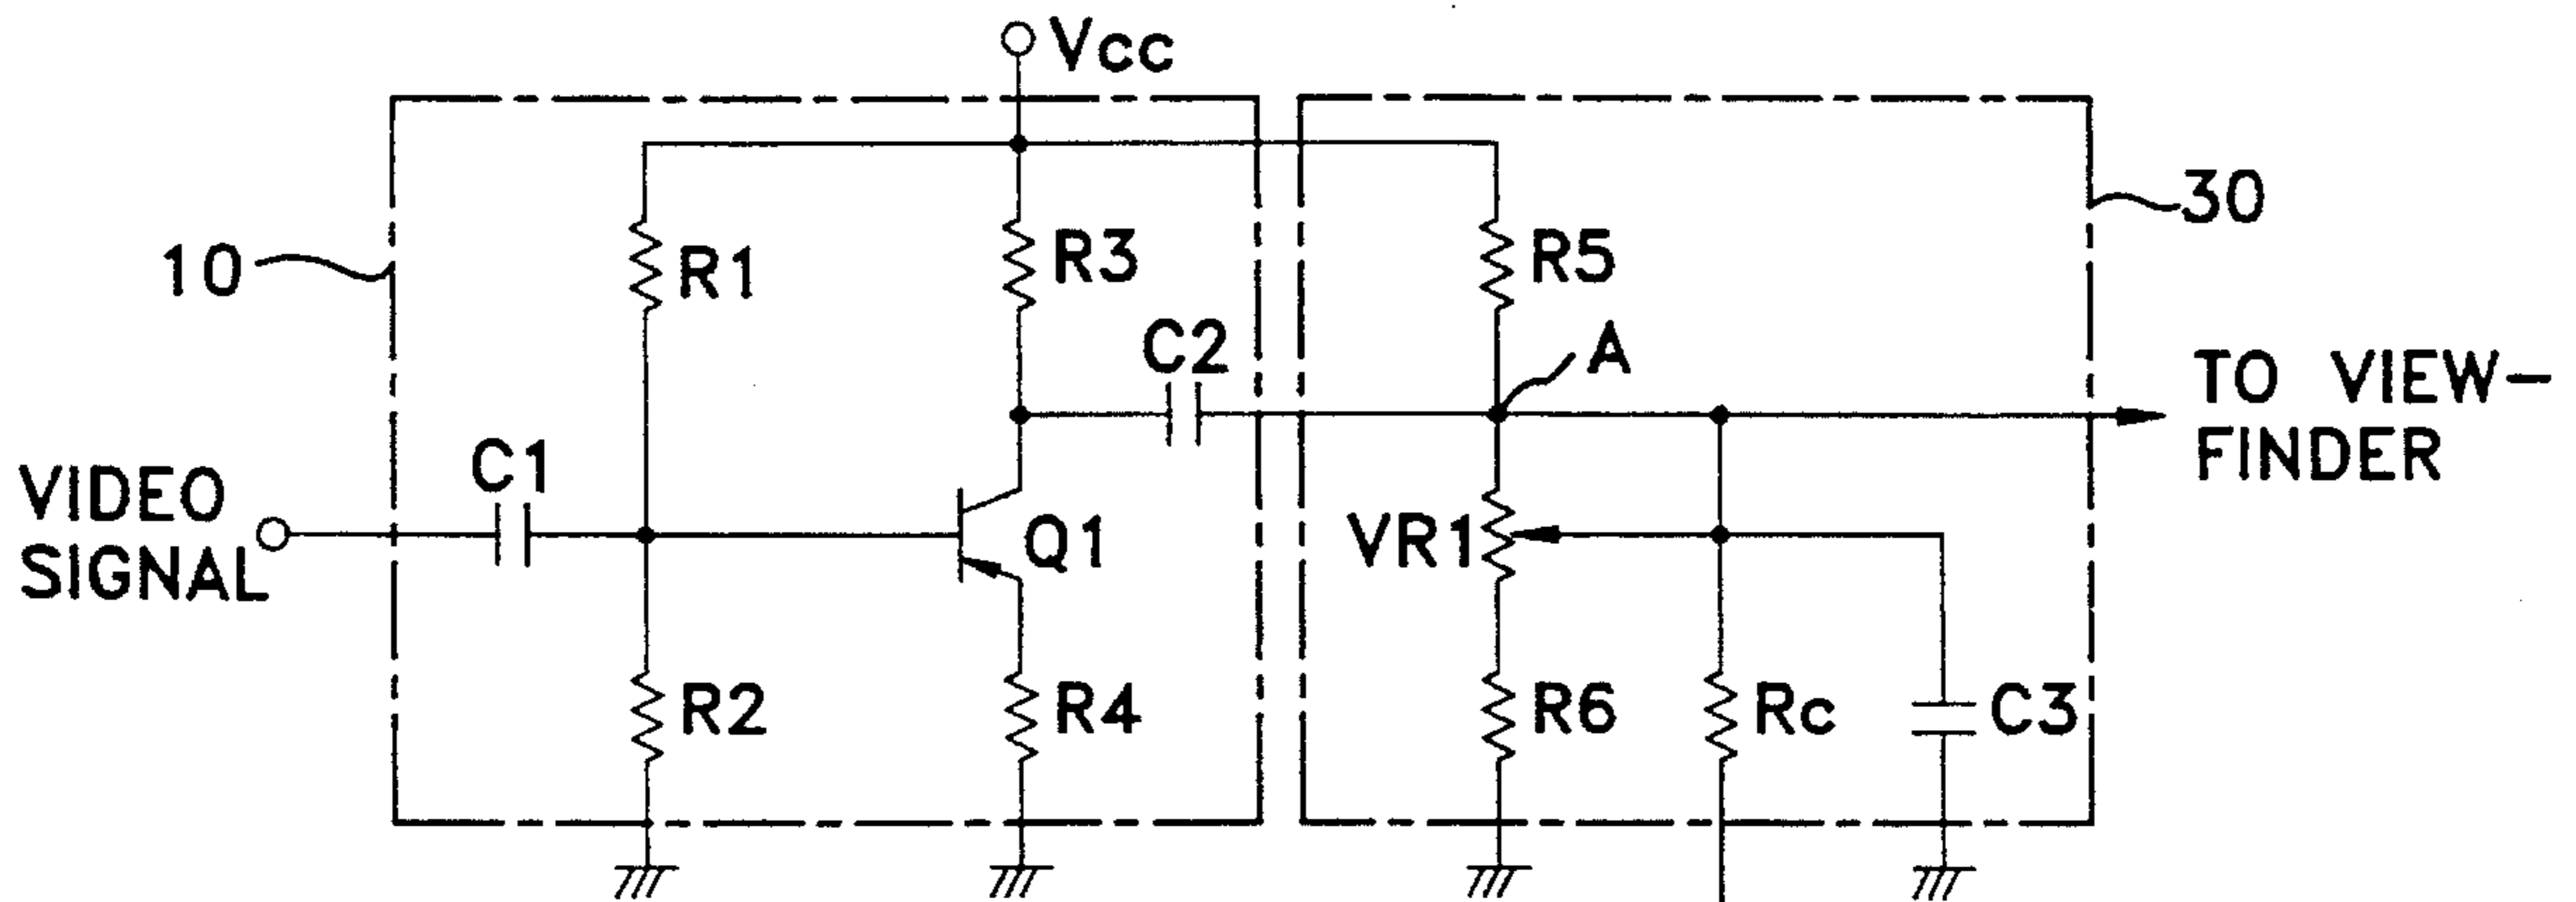 Vcc
10
R1
R3
R5
30
C2
A
TO VIEW-
FINDER
VIDEO
SIGNAL
C1
Q1
VR1
R2
R4
R6
Rc
C3